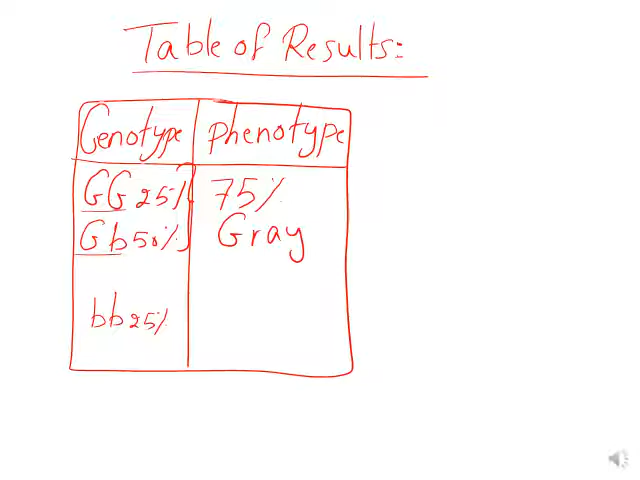 Table of Results:
Genotype Phenotype
GG 25% 75%
Gb 50% Gray
bb 25%